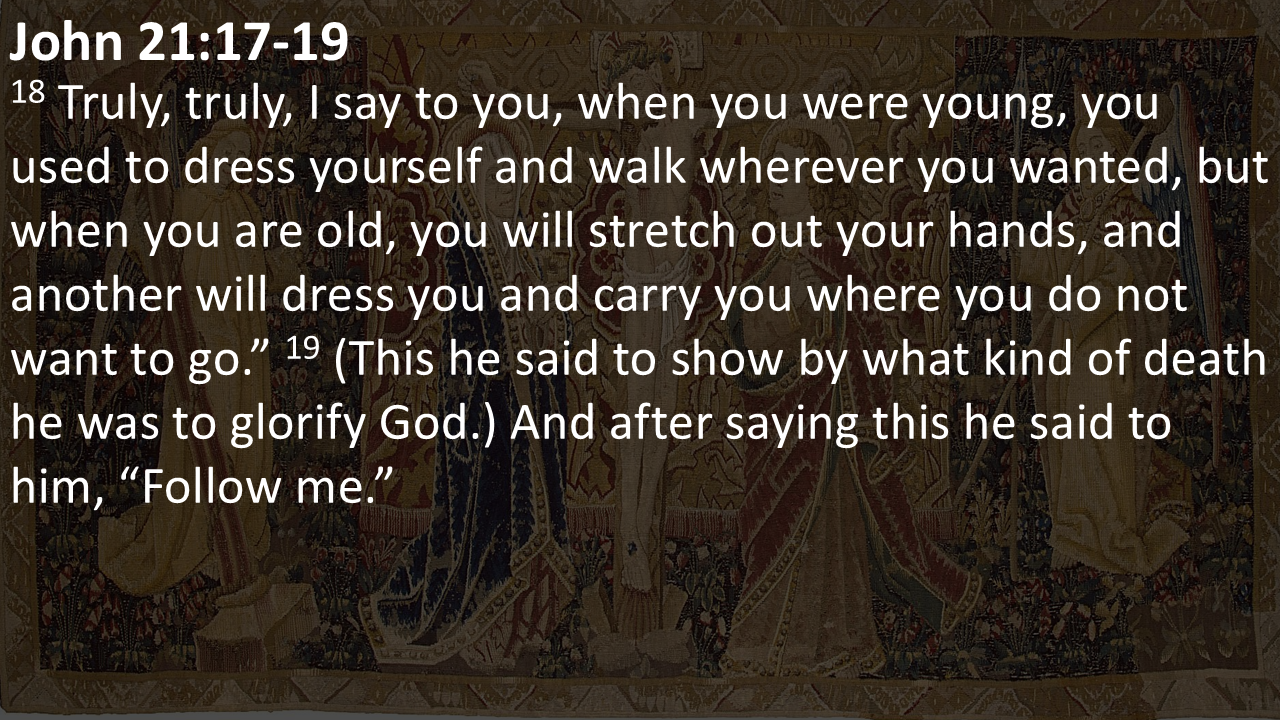 John 21:17-19
18 Truly, truly, I say to you, when you were young, you
used to dress yourself and walk wherever you wanted, but
when you are old, you will stretch out your hands, and
another will dress you and carry you where you do not
want to go.” 19 (This he said to show by what kind of death
he was to glorify God.) And after saying this he said to
him, “Follow me.”